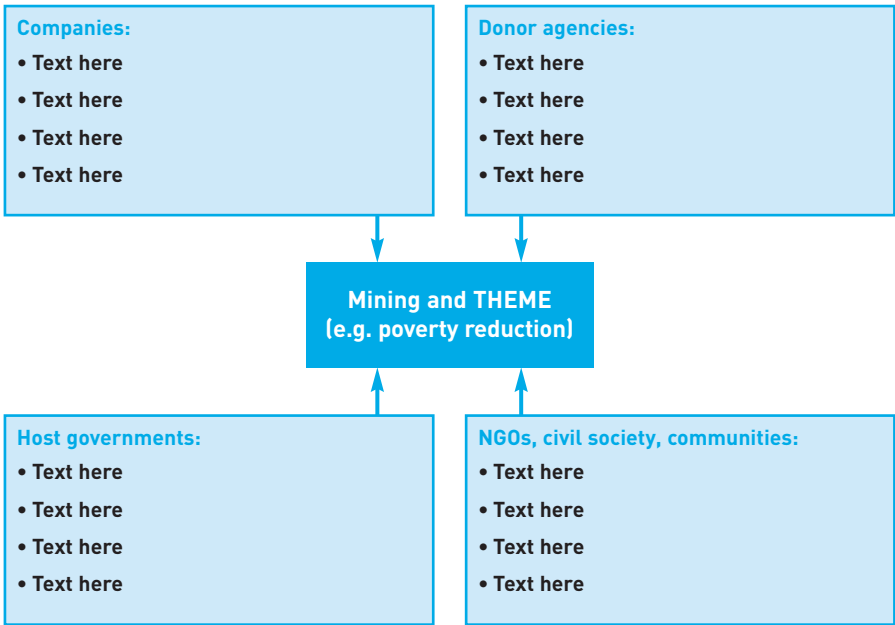 Companies:
• Text here
• Text here
• Text here
• Text here
Donor agencies:
• Text here
• Text here
• Text here
• Text here
Mining and THEME
(e.g. poverty reduction)
Host governments:
• Text here
• Text here
• Text here
• Text here
NGOs, civil society, communities:
• Text here
• Text here
• Text here
• Text here